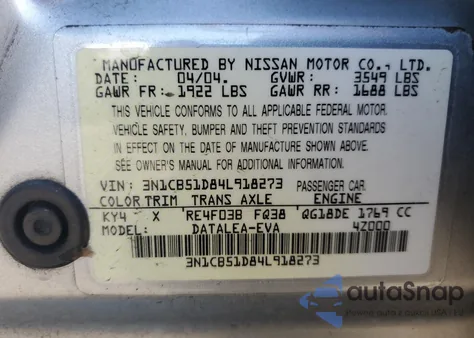 MANUFACTURED BY NISSAN MOTOR CO., LTD.
DATE: 04/04. GVWR: 3549 LBS
GAWR FR: 1922 LBS GAWR RR: 1688 LBS
THIS VEHICLE CONFORMS TO ALL APPLICABLE FEDERAL MOTOR
VEHICLE SAFETY, BUMPER AND THEFT PREVENTION STANDARDS
IN EFFECT ON THE DATE OF MANUFACTURE SHOWN ABOVE.
SEE OWNER'S MANUAL FOR ADDITIONAL INFORMATION.
VIN: 3N1CB51D84L918273 PASSENGER CAR.
COLOR TRIM TRANS AXLE ENGINE
KY4 X RE4F03B FQ38 QG18DE 1769 CC
MODEL: DATALEA-EVA 4Z000
3N1CB51D84L918273
autoSnap